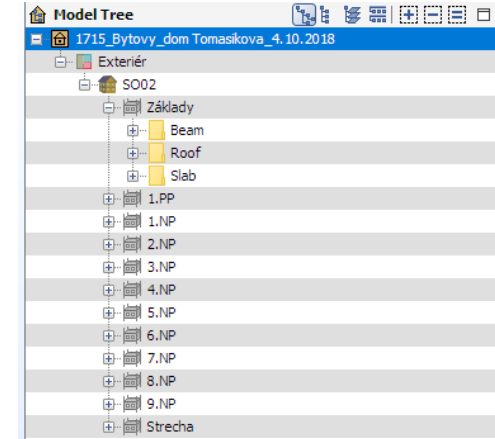 Model Tree
1715_Bytovy_dom Tomasikova_4.10.2018
Exteriér
SO02
Základy
Beam
Roof
Slab
1.PP
1.NP
2.NP
3.NP
4.NP
5.NP
6.NP
7.NP
8.NP
9.NP
Strecha